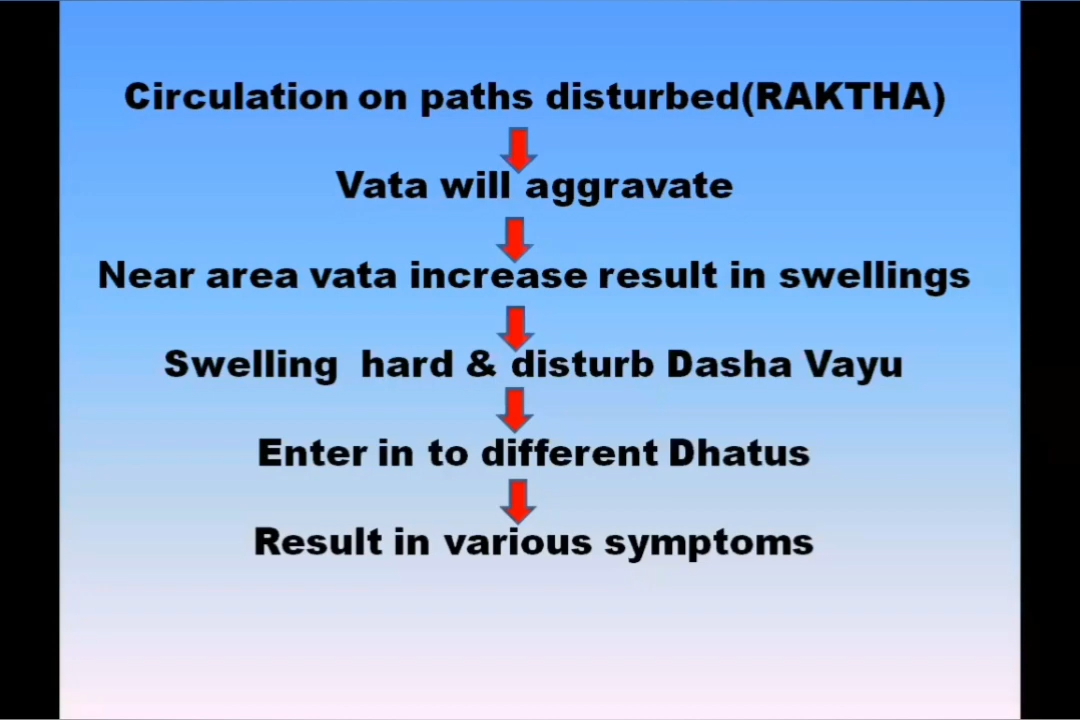 Circulation on paths disturbed(RAKTHA)
Vata will aggravate
Near area vata increase result in swellings
Swelling hard & disturb Dasha Vayu
Enter in to different Dhatus
Result in various symptoms